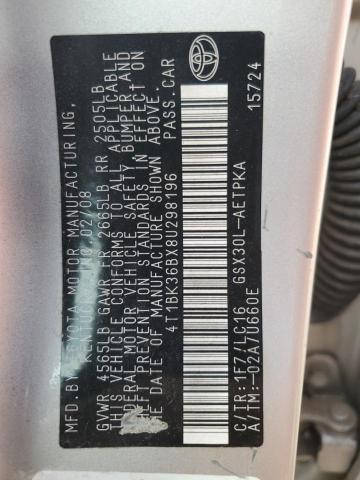 MFD. BY TOYOTA MOTOR MANUFACTURING,
KENTUCKY, INC. 02/08
GVWR 4565LB GAWR FR 2665LB RR 2505LB
THIS VEHICLE CONFORMS TO ALL APPLICABLE
FEDERAL MOTOR VEHICLE SAFETY, BUMPER, AND
THEFT PREVENTION STANDARDS IN EFFECT ON
THE DATE OF MANUFACTURE SHOWN ABOVE.
4T1BK36BX8U298196 PASS. CAR
C/TR: 1F7/LC16 GSX30L-AETPKA
A/TM: -02A/U660E 15724